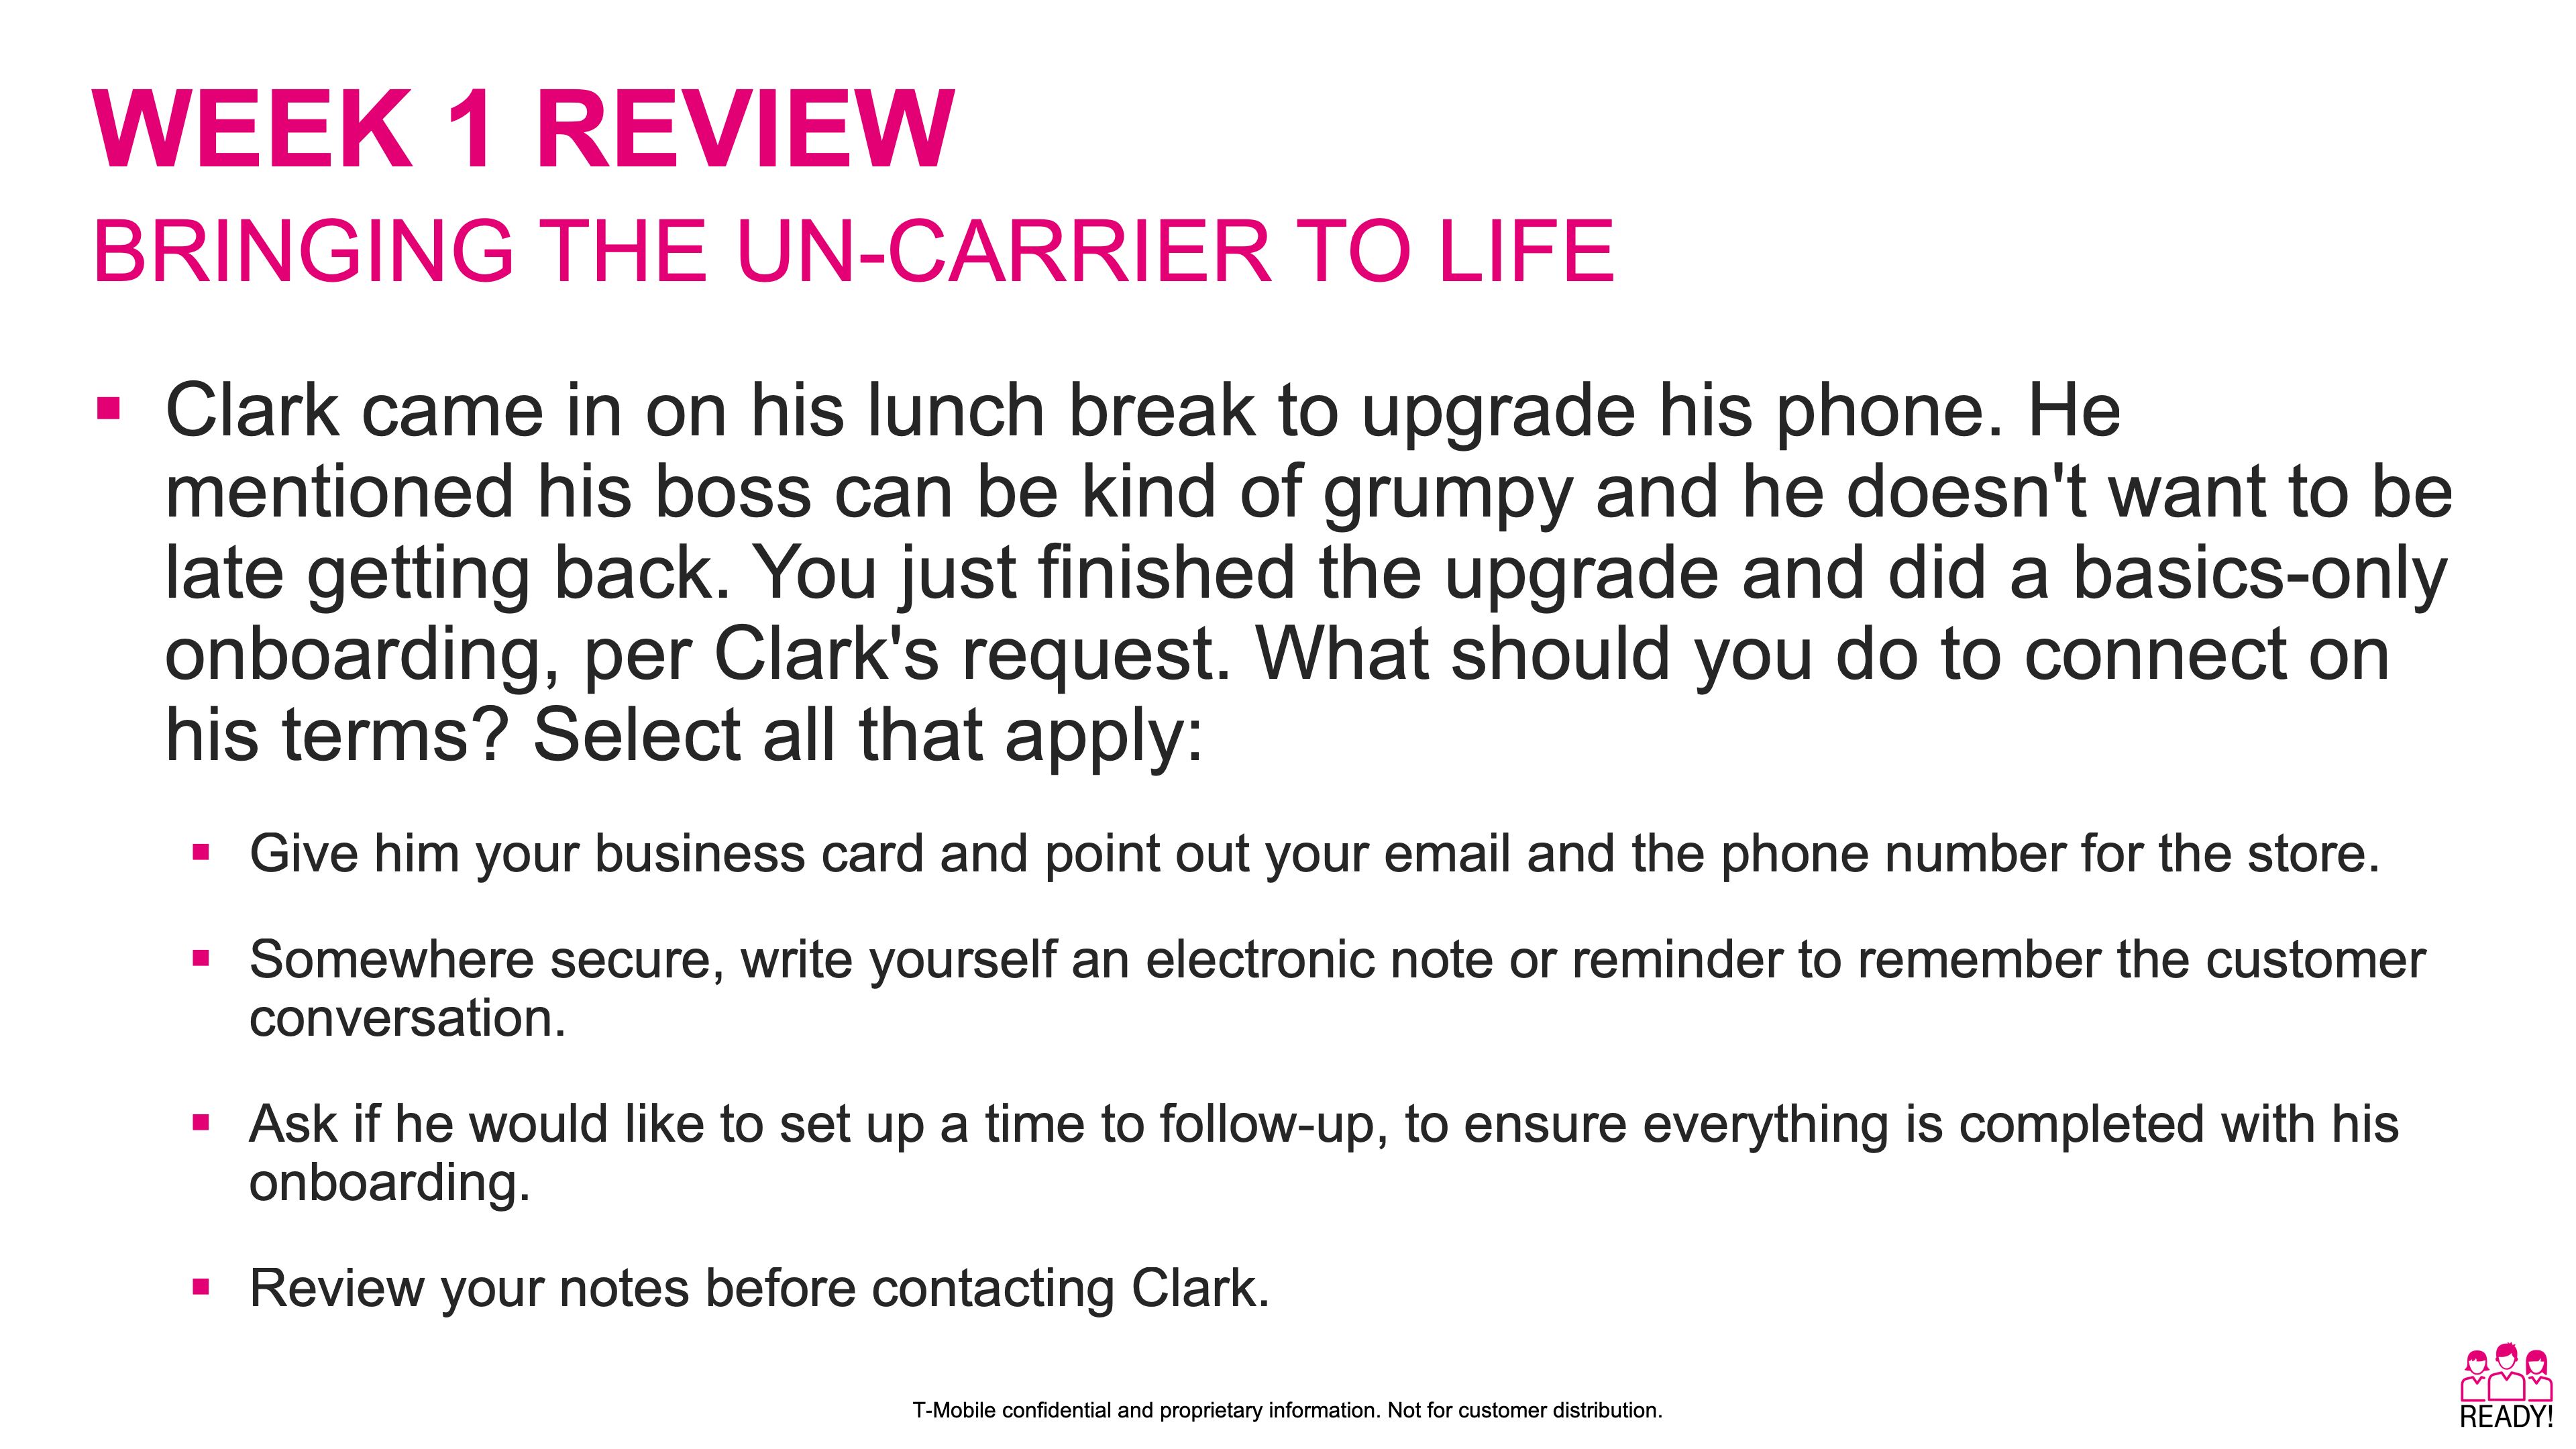 WEEK 1 REVIEW
BRINGING THE UN-CARRIER TO LIFE
▪ Clark came in on his lunch break to upgrade his phone. He
mentioned his boss can be kind of grumpy and he doesn't want to be
late getting back. You just finished the upgrade and did a basics-only
onboarding, per Clark's request. What should you do to connect on
his terms? Select all that apply:
▪ Give him your business card and point out your email and the phone number for the store.
▪ Somewhere secure, write yourself an electronic note or reminder to remember the customer
conversation.
▪ Ask if he would like to set up a time to follow-up, to ensure everything is completed with his
onboarding.
▪ Review your notes before contacting Clark.
T-Mobile confidential and proprietary information. Not for customer distribution.
READY!